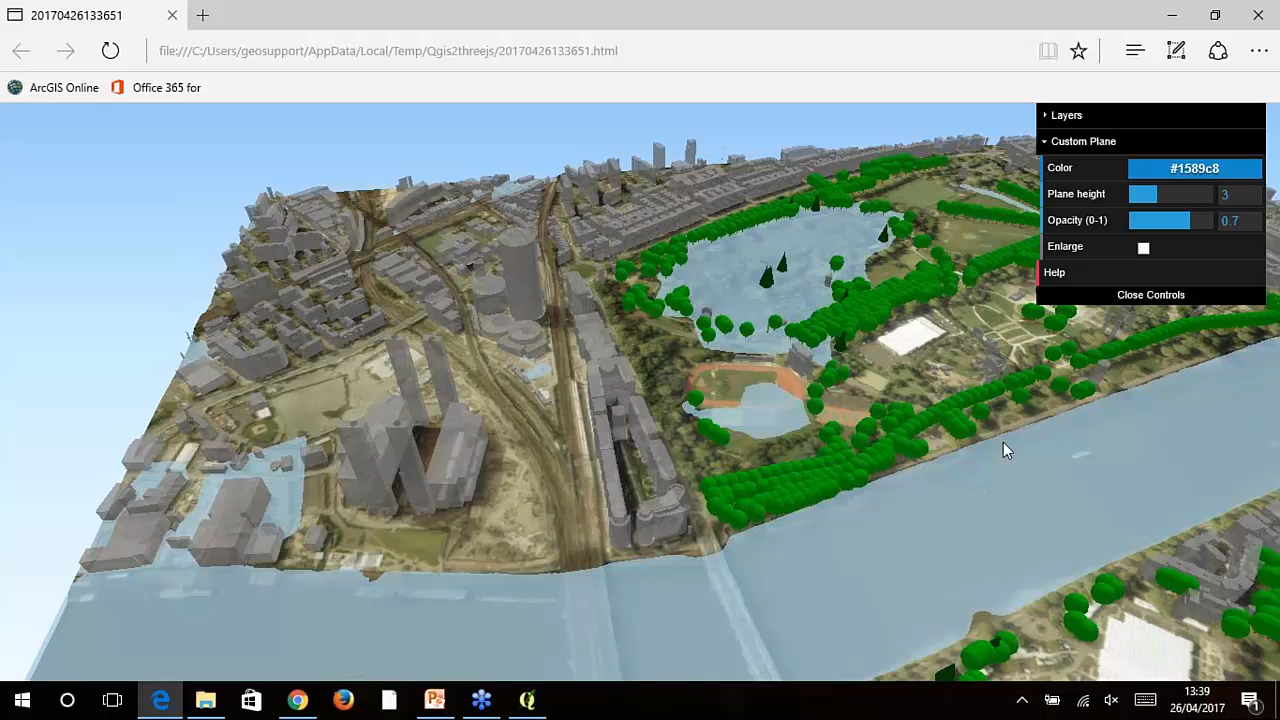 20170426133651
file:///C:/Users/geosupport/AppData/Local/Temp/Qgis2threejs/20170426133651.html
ArcGIS Online Office 365 for
Layers
Custom Plane
Color #1589c8
Plane height 3
Opacity (0-1) 0.7
Enlarge
Help
Close Controls
13:39
26/04/2017
1